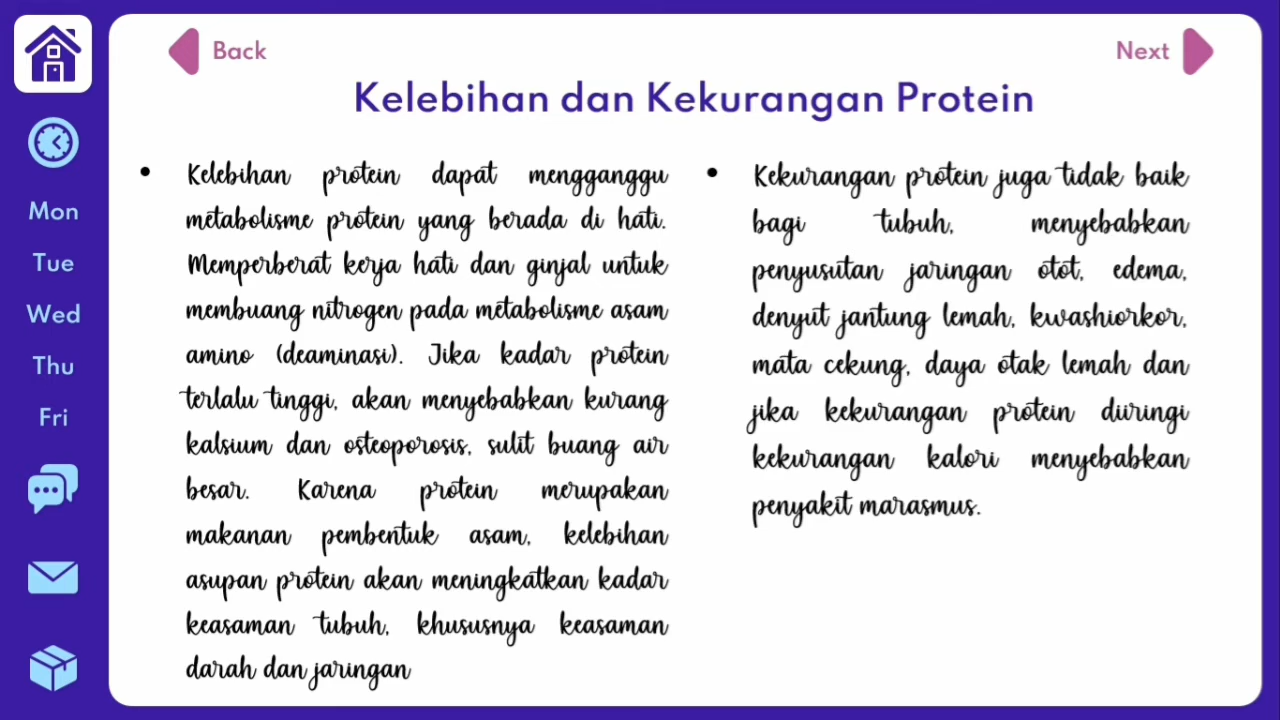 Back
Next
Kelebihan dan Kekurangan Protein
Mon
Tue
Wed
Thu
Fri
• Kelebihan protein dapat mengganggu
metabolisme protein yang berada di hati.
Memperberat kerja hati dan ginjal untuk
membuang nitrogen pada metabolisme asam
amino (deaminasi). Jika kadar protein
terlalu tinggi, akan menyebabkan kurang
kalsium dan osteoporosis, sulit buang air
besar. Karena protein merupakan
makanan pembentuk asam, kelebihan
asupan protein akan meningkatkan kadar
keasaman tubuh, khususnya keasaman
darah dan jaringan
• Kekurangan protein juga tidak baik
bagi tubuh, menyebabkan
penyusutan jaringan otot, edema,
denyut jantung lemah, kwashiorkor,
mata cekung, daya otak lemah dan
jika kekurangan protein diiringi
kekurangan kalori menyebabkan
penyakit marasmus.